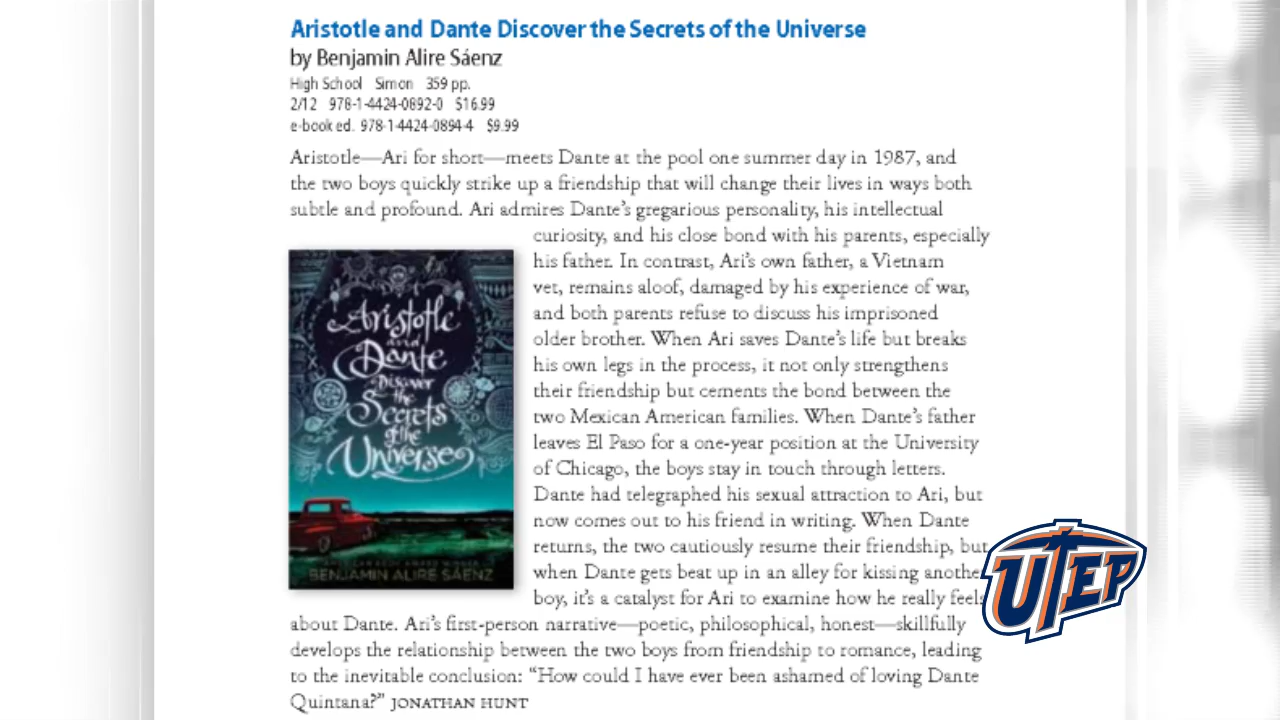 Aristotle and Dante Discover the Secrets of the Universe
by Benjamin Alire Sáenz
High School Simon 359 pp.
2/12 978-1-4424-0892-0 $16.99
e-book ed. 978-1-4424-0894-4 $9.99
Aristotle—Ari for short—meets Dante at the pool one summer day in 1987, and
the two boys quickly strike up a friendship that will change their lives in ways both
subtle and profound. Ari admires Dante's gregarious personality, his intellectual
curiosity, and his close bond with his parents, especially
his father. In contrast, Ari's own father, a Vietnam
vet, remains aloof, damaged by his experience of war,
and both parents refuse to discuss his imprisoned
older brother. When Ari saves Dante's life but breaks
his own legs in the process, it not only strengthens
their friendship but cements the bond between the
two Mexican American families. When Dante's father
leaves El Paso for a one-year position at the University
of Chicago, the boys stay in touch through letters.
Dante had telegraphed his sexual attraction to Ari, but
now comes out to his friend in writing. When Dante
returns, the two cautiously resume their friendship, but
when Dante gets beat up in an alley for kissing another
boy, it's a catalyst for Ari to examine how he really feels
about Dante. Ari's first-person narrative—poetic, philosophical, honest—skillfully
develops the relationship between the two boys from friendship to romance, leading
to the inevitable conclusion: "How could I have ever been ashamed of loving Dante
Quintana?" JONATHAN HUNT
Aristotle
and
Dante
Discover
the
Secrets
of the
Universe
BENJAMIN ALIRE SÁENZ
UTEP